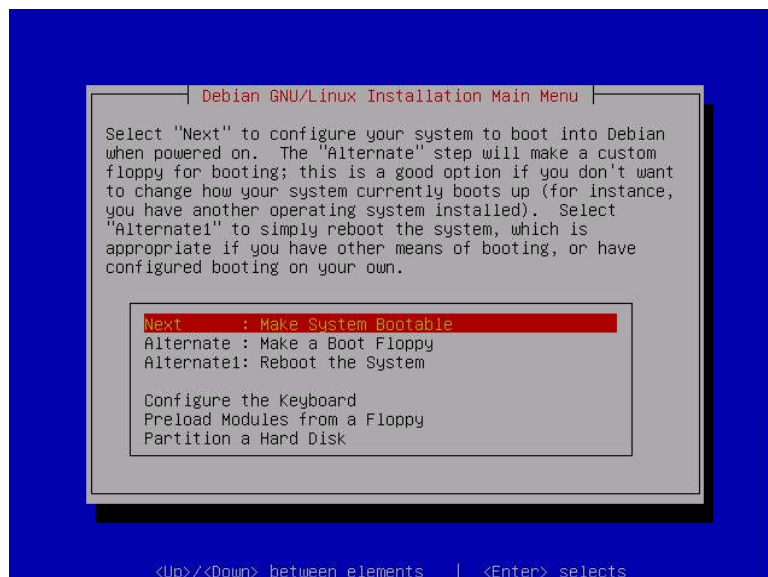 Debian GNU/Linux Installation Main Menu
Select "Next" to configure your system to boot into Debian
when powered on.  The "Alternate" step will make a custom
floppy for booting; this is a good option if you don't want
to change how your system currently boots up (for instance,
you have another operating system installed).  Select
"Alternate1" to simply reboot the system, which is
appropriate if you have other means of booting, or have
configured booting on your own.
Next      : Make System Bootable
Alternate : Make a Boot Floppy
Alternate1: Reboot the System
Configure the Keyboard
Preload Modules from a Floppy
Partition a Hard Disk
<Up>/<Down> between elements   |  <Enter> selects